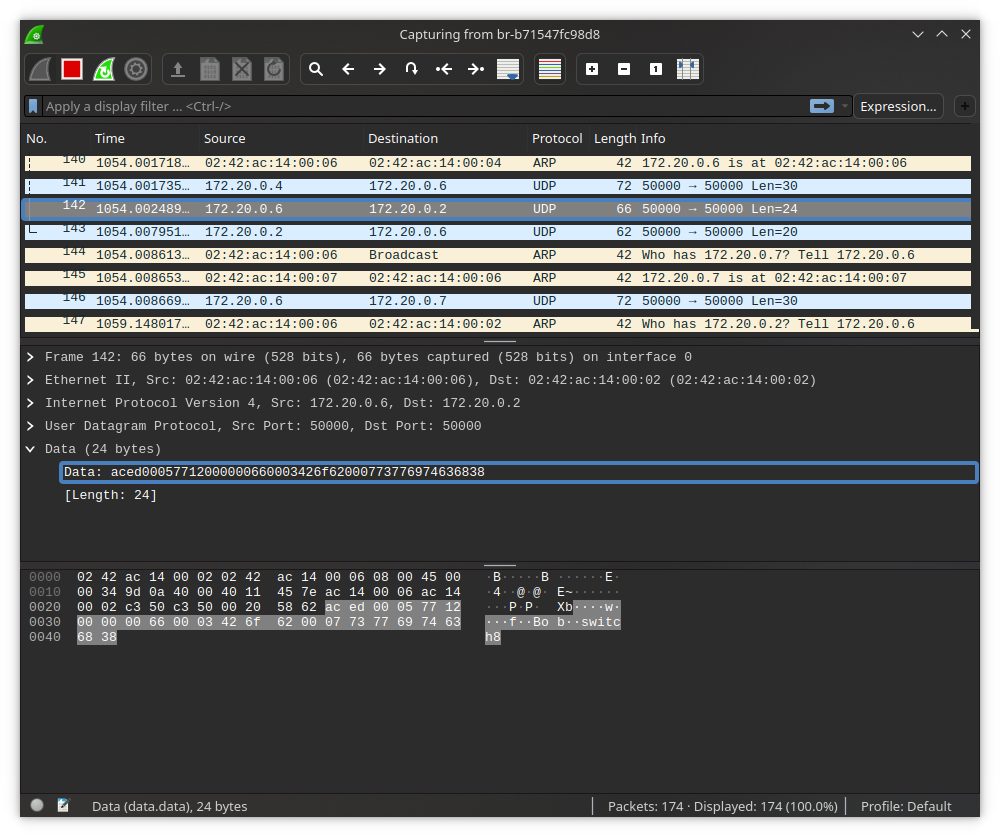 Capturing from br-b71547fc98d8
Apply a display filter ... <Ctrl-/> Expression... +
No. Time Source Destination Protocol Length Info
140 1054.001718… 02:42:ac:14:00:06 02:42:ac:14:00:04 ARP 42 172.20.0.6 is at 02:42:ac:14:00:06
141 1054.001735… 172.20.0.4 172.20.0.6 UDP 72 50000 → 50000 Len=30
142 1054.002489… 172.20.0.6 172.20.0.2 UDP 66 50000 → 50000 Len=24
143 1054.007951… 172.20.0.2 172.20.0.6 UDP 62 50000 → 50000 Len=20
144 1054.008613… 02:42:ac:14:00:06 Broadcast ARP 42 Who has 172.20.0.7? Tell 172.20.0.6
145 1054.008653… 02:42:ac:14:00:07 02:42:ac:14:00:06 ARP 42 172.20.0.7 is at 02:42:ac:14:00:07
146 1054.008669… 172.20.0.6 172.20.0.7 UDP 72 50000 → 50000 Len=30
147 1059.148017… 02:42:ac:14:00:06 02:42:ac:14:00:02 ARP 42 Who has 172.20.0.2? Tell 172.20.0.6
Frame 142: 66 bytes on wire (528 bits), 66 bytes captured (528 bits) on interface 0
Ethernet II, Src: 02:42:ac:14:00:06 (02:42:ac:14:00:06), Dst: 02:42:ac:14:00:02 (02:42:ac:14:00:02)
Internet Protocol Version 4, Src: 172.20.0.6, Dst: 172.20.0.2
User Datagram Protocol, Src Port: 50000, Dst Port: 50000
Data (24 bytes)
Data: aced00057712000000660003426f62000773776974636838
[Length: 24]
0000 02 42 ac 14 00 02 02 42 ac 14 00 06 08 00 45 00 ·B·····B ······E·
0010 00 34 9d 0a 40 00 40 11 45 7e ac 14 00 06 ac 14 ·4··@·@· E~······
0020 00 02 c3 50 c3 50 00 20 58 62 ac ed 00 05 77 12 ···P·P·  Xb····w·
0030 00 00 00 66 00 03 42 6f 62 00 07 73 77 69 74 63 ···f··Bo b··switc
0040 68 38 h8
Data (data.data), 24 bytes Packets: 174 · Displayed: 174 (100.0%) Profile: Default